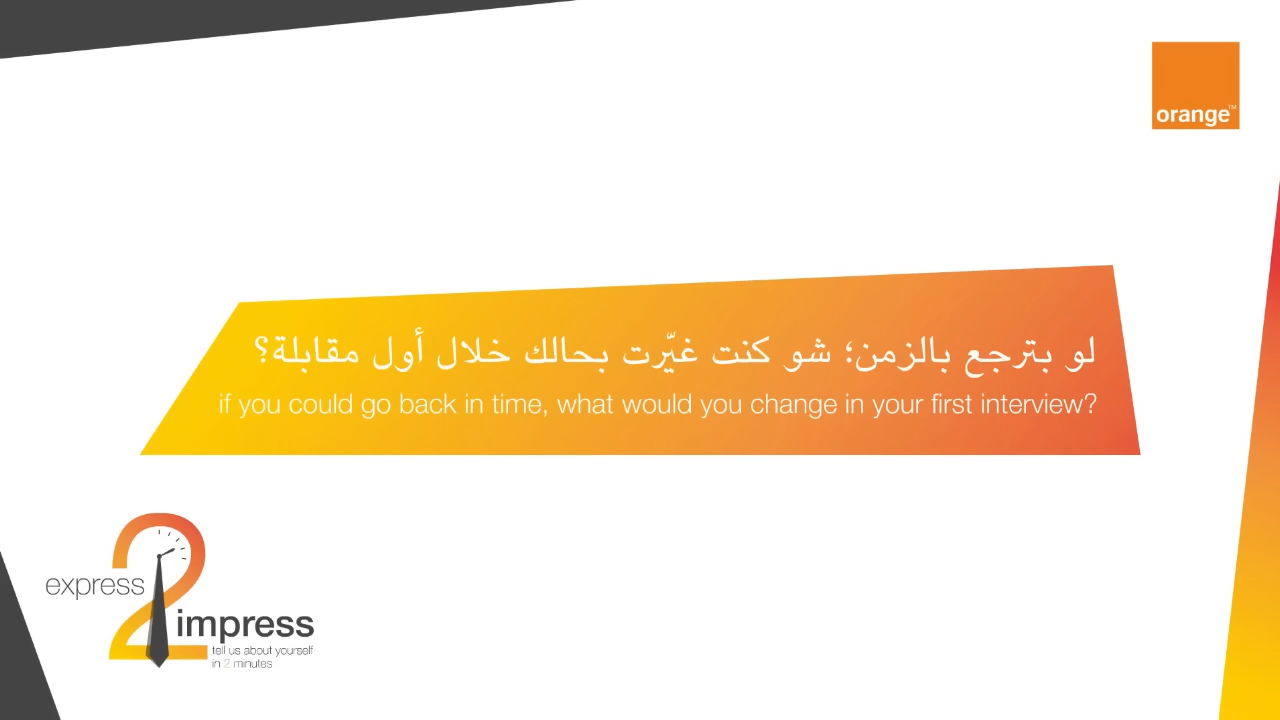 orange™
لو بترجع بالزمن؛ شو كنت غيّرت بحالك خلال أول مقابلة؟
if you could go back in time, what would you change in your first interview?
express
2
impress
tell us about yourself
in 2 minutes